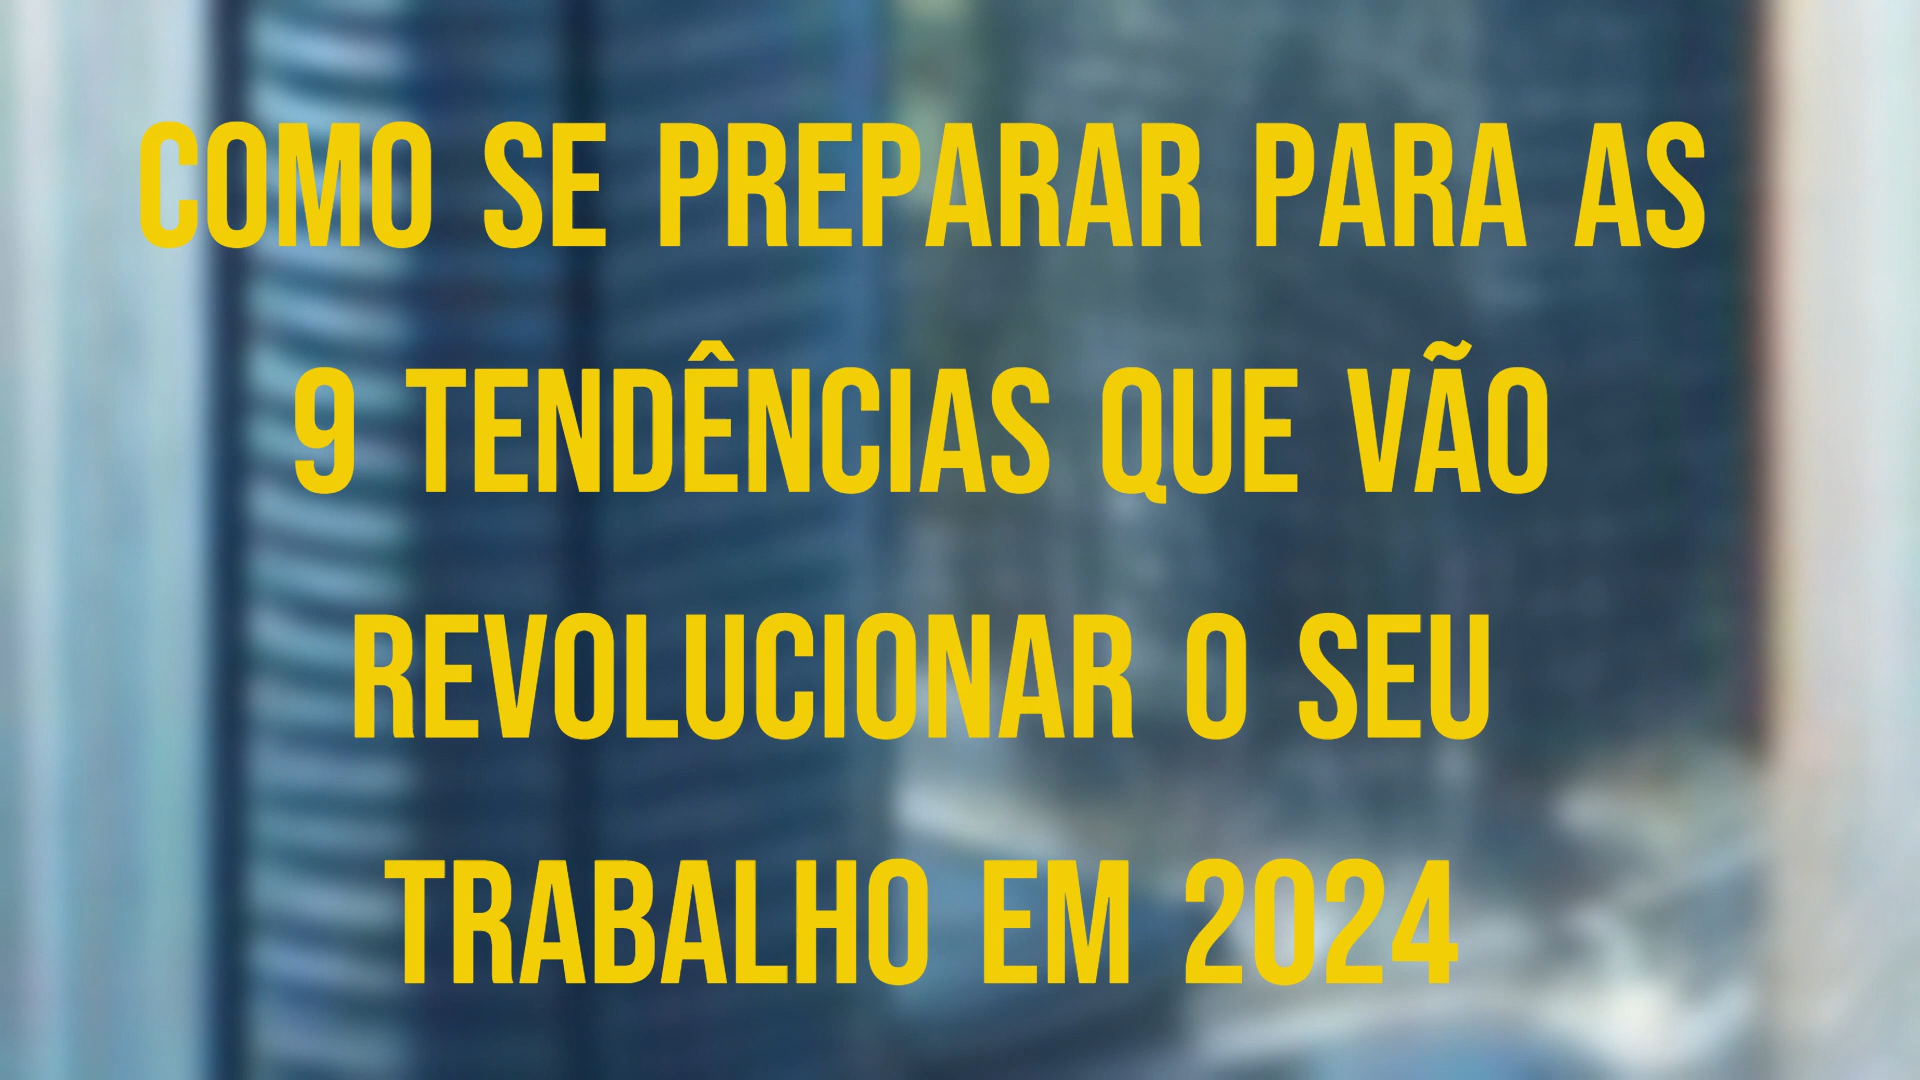 COMO SE PREPARAR PARA AS
9 TENDÊNCIAS QUE VÃO
REVOLUCIONAR O SEU
TRABALHO EM 2024